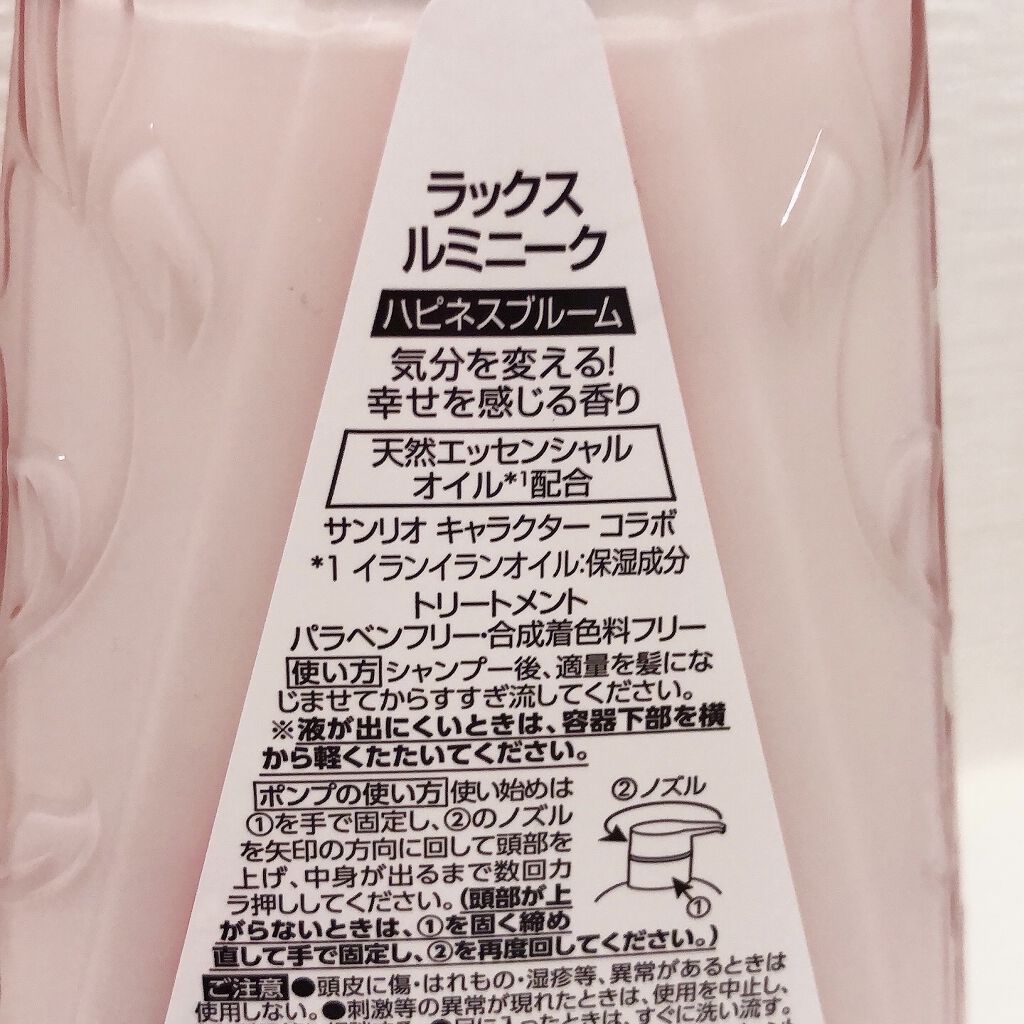 ラックス
ルミニーク
ハピネスブルーム
気分を変える!
幸せを感じる香り
天然エッセンシャル
オイル*1配合
サンリオ キャラクター コラボ
*1 イランイランオイル:保湿成分
トリートメント
パラベンフリー・合成着色料フリー
使い方 シャンプー後、適量を髪にな
じませてからすすぎ流してください。
※液が出にくいときは、容器下部を横
から軽くたたいてください。
ポンプの使い方 使い始めは
①を手で固定し、②のノズル
を矢印の方向に回して頭部を
上げ、中身が出るまで数回カ
ラ押ししてください。(頭部が上
がらないときは、①を固く締め
直して手で固定し、②を再度回してください。)
②ノズル
①
ご注意 ●頭皮に傷・はれもの・湿疹等、異常があるときは
使用しない。●刺激等の異常が現れたときは、使用を中止し、
●目に入ったときは、すぐに洗い流す。